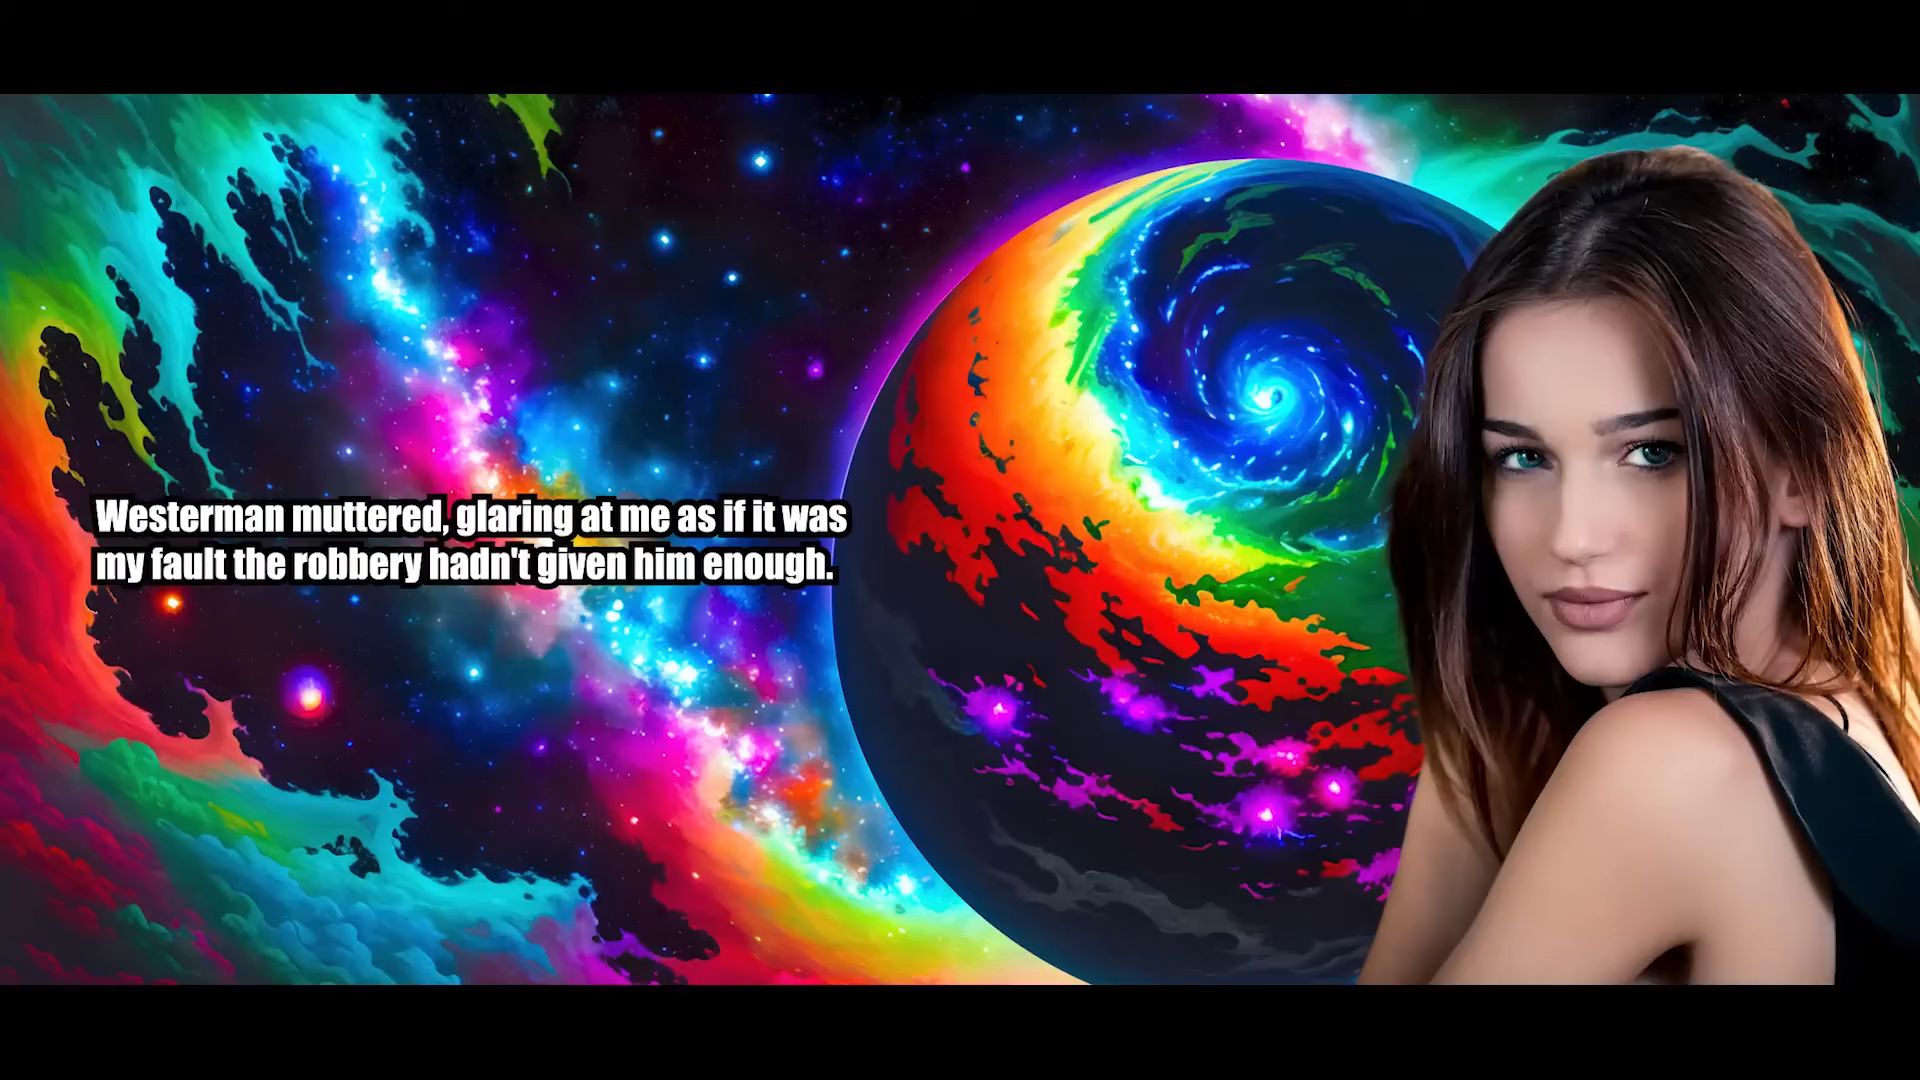 Westerman muttered, glaring at me as if it was
my fault the robbery hadn't given him enough.